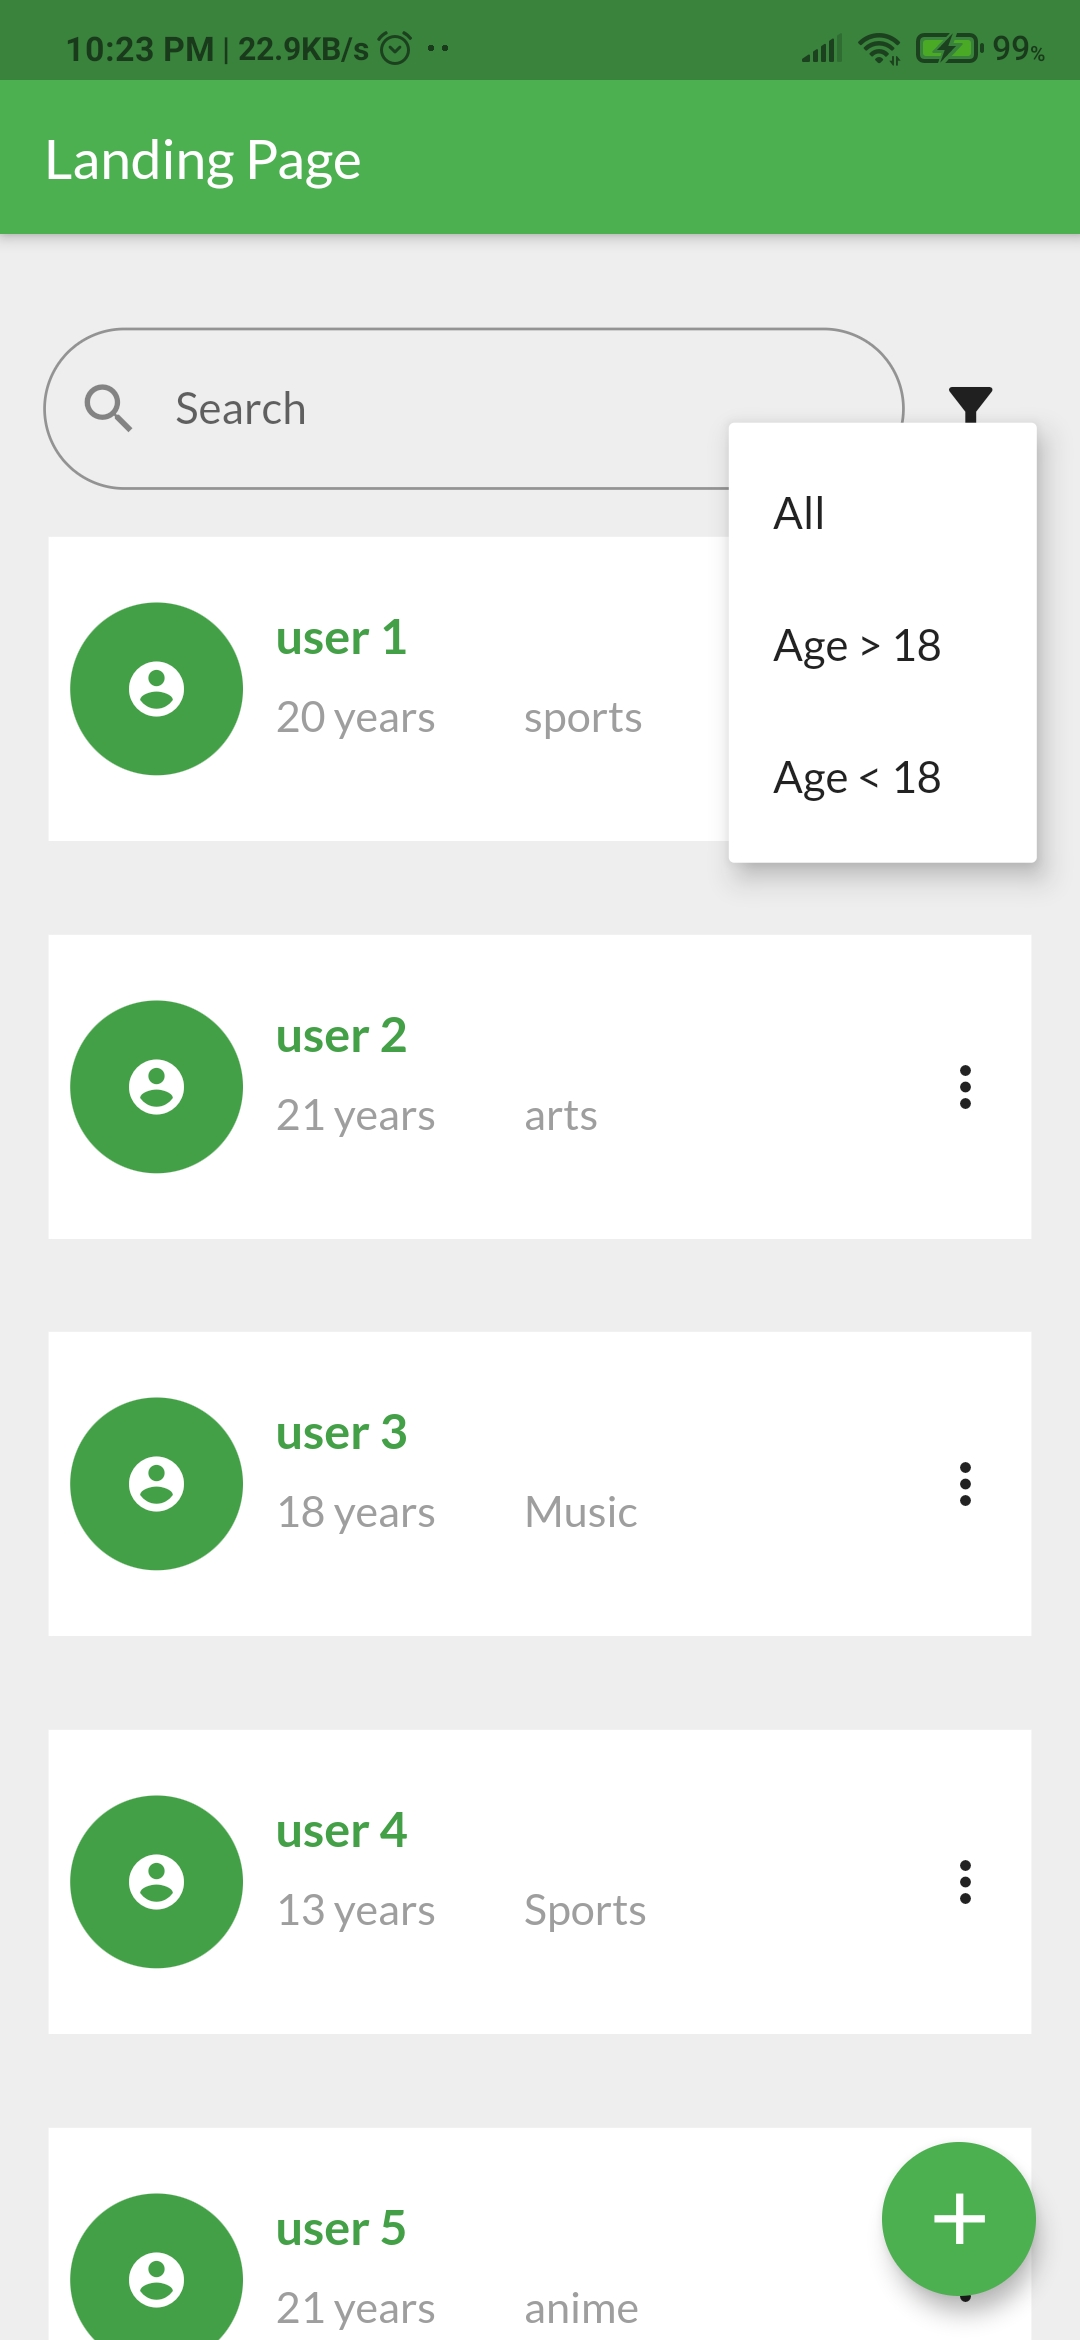 10:23 PM | 22.9KB/s
99%
Landing Page
Search
All
Age > 18
Age < 18
user 1
20 years sports
user 2
21 years arts
user 3
18 years Music
user 4
13 years Sports
user 5
21 years anime